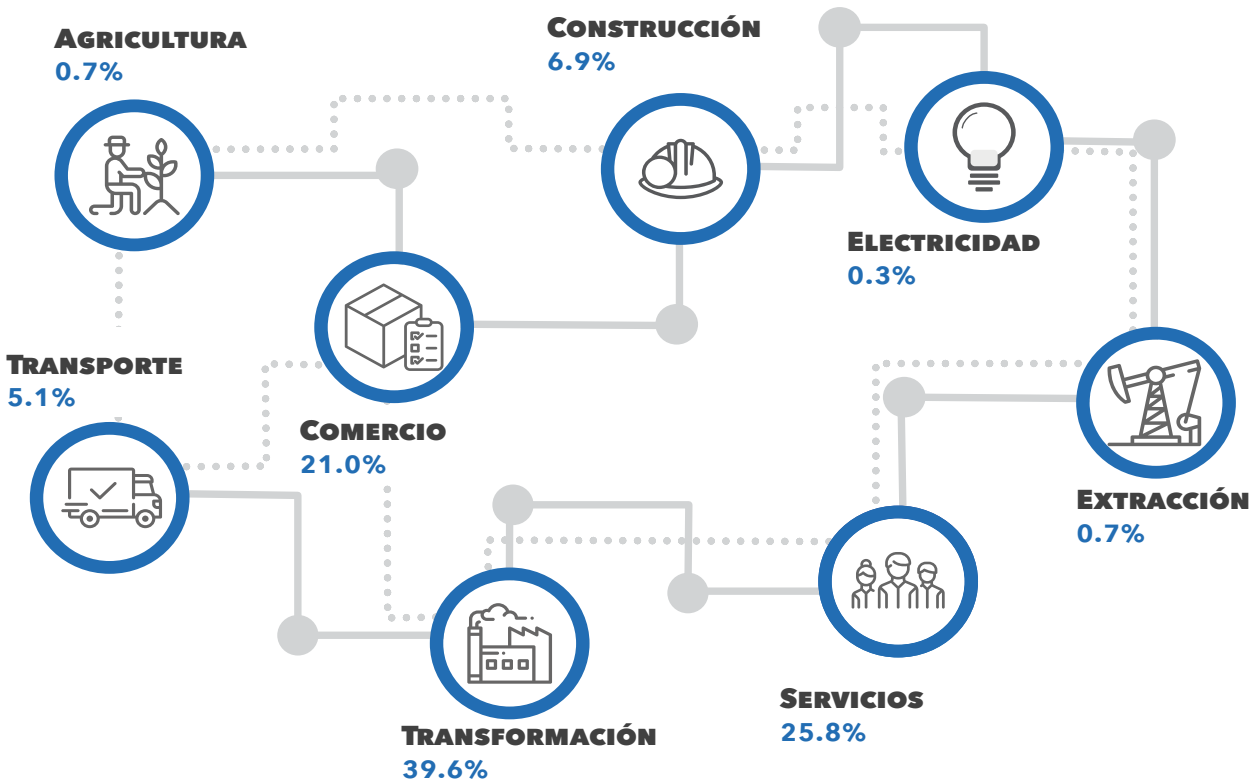 AGRICULTURA
0.7%
CONSTRUCCIÓN
6.9%
ELECTRICIDAD
0.3%
TRANSPORTE
5.1%
COMERCIO
21.0%
EXTRACCIÓN
0.7%
SERVICIOS
25.8%
TRANSFORMACIÓN
39.6%